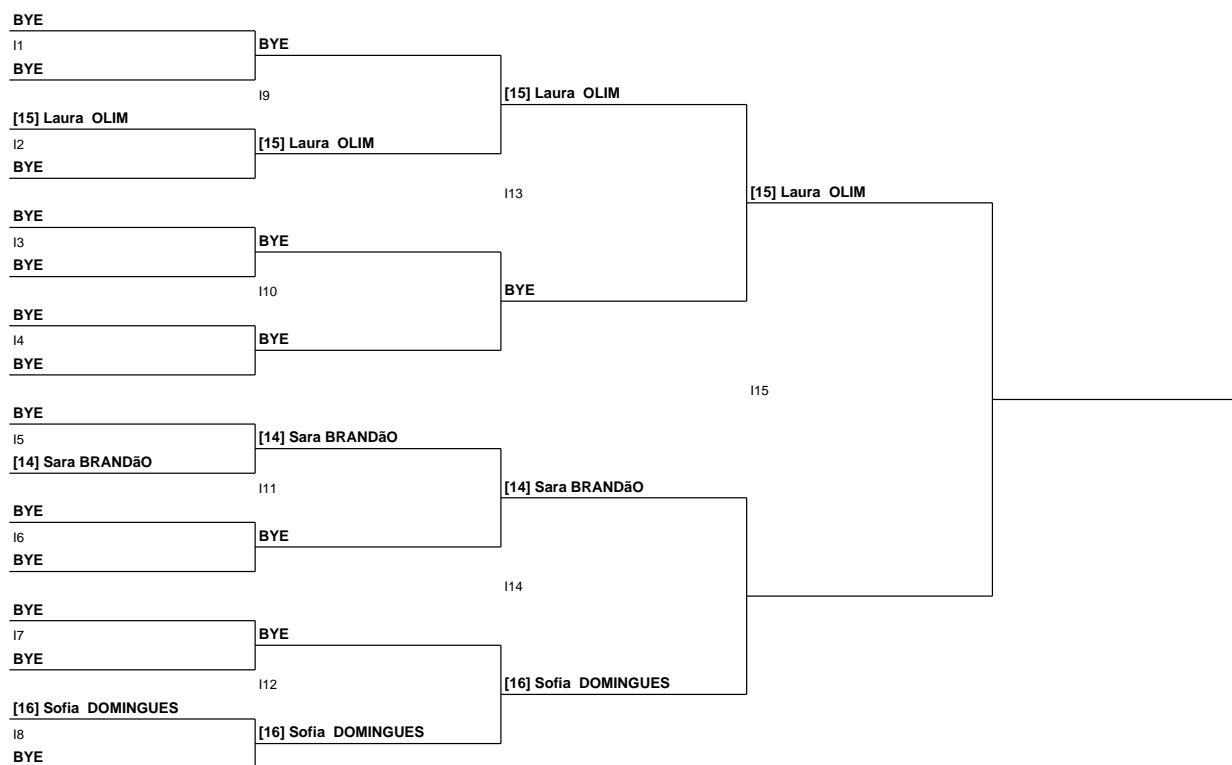 BYE
I1
BYE
BYE
I9
[15] Laura OLIM
[15] Laura OLIM
I2
[15] Laura OLIM
BYE
I13
[15] Laura OLIM
BYE
I3
BYE
BYE
I10
BYE
BYE
I4
BYE
BYE
I15
BYE
I5
[14] Sara BRANDãO
[14] Sara BRANDãO
I11
[14] Sara BRANDãO
BYE
I6
BYE
BYE
I14
BYE
I7
BYE
BYE
I12
[16] Sofia DOMINGUES
[16] Sofia DOMINGUES
I8
[16] Sofia DOMINGUES
BYE